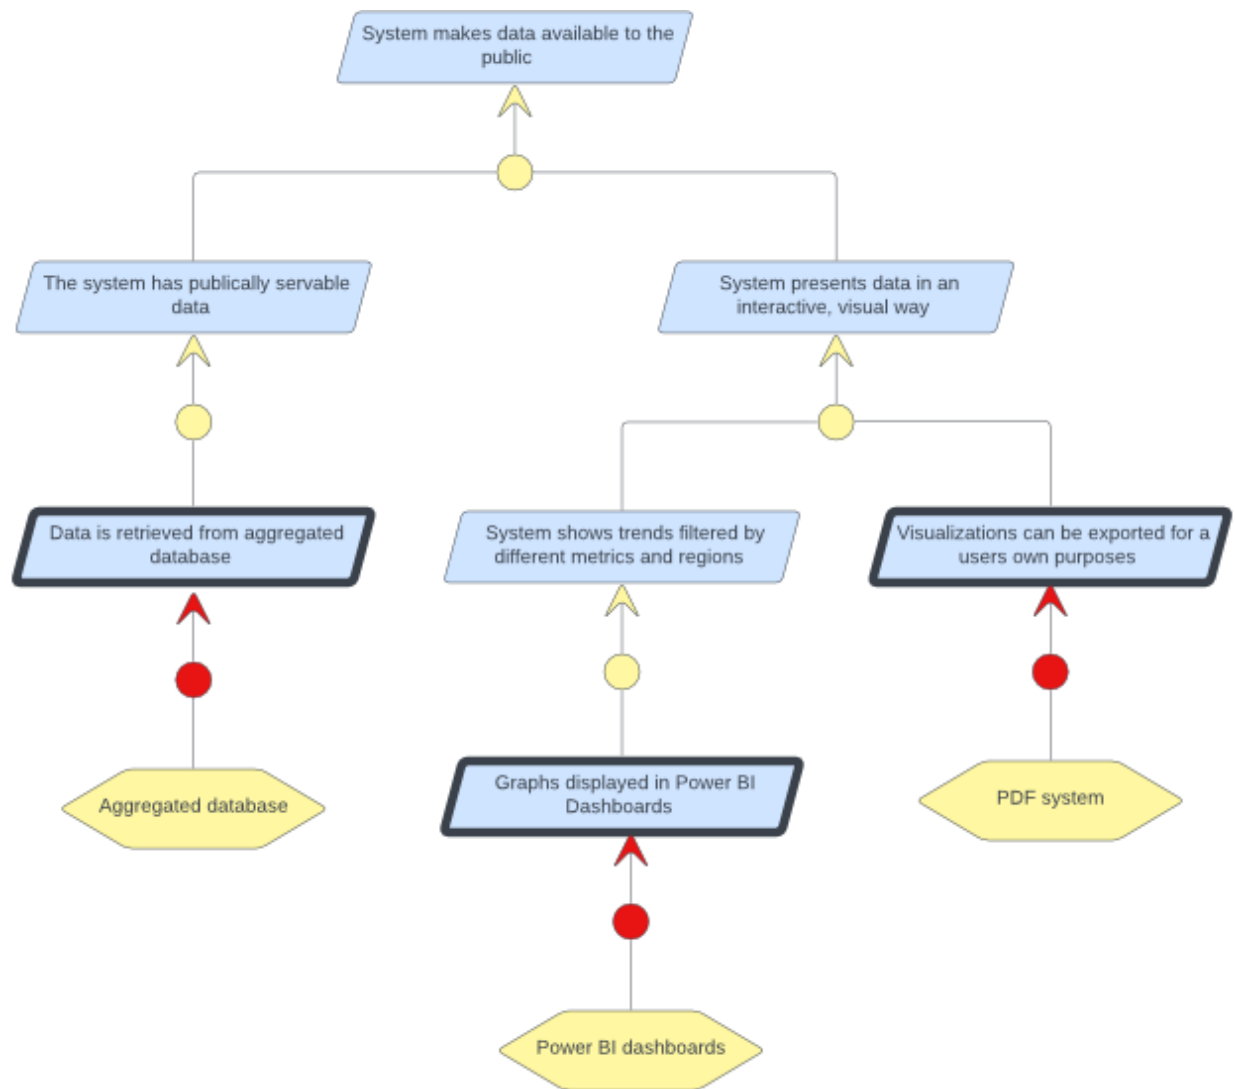 System makes data available to the
public
The system has publically servable
data
System presents data in an
interactive, visual way
Data is retrieved from aggregated
database
System shows trends filtered by
different metrics and regions
Visualizations can be exported for a
users own purposes
Aggregated database
Graphs displayed in Power BI
Dashboards
PDF system
Power BI dashboards